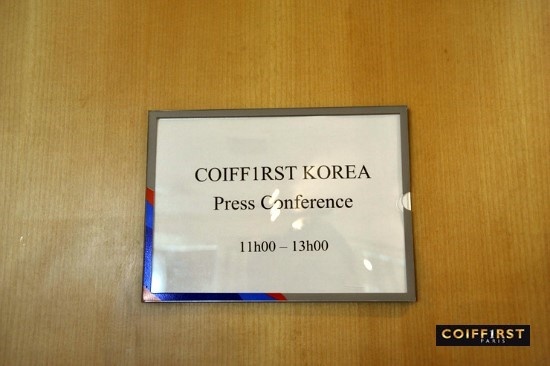 COIFF1RST KOREA
Press Conference
11h00 – 13h00
COIFF1RST
PARIS